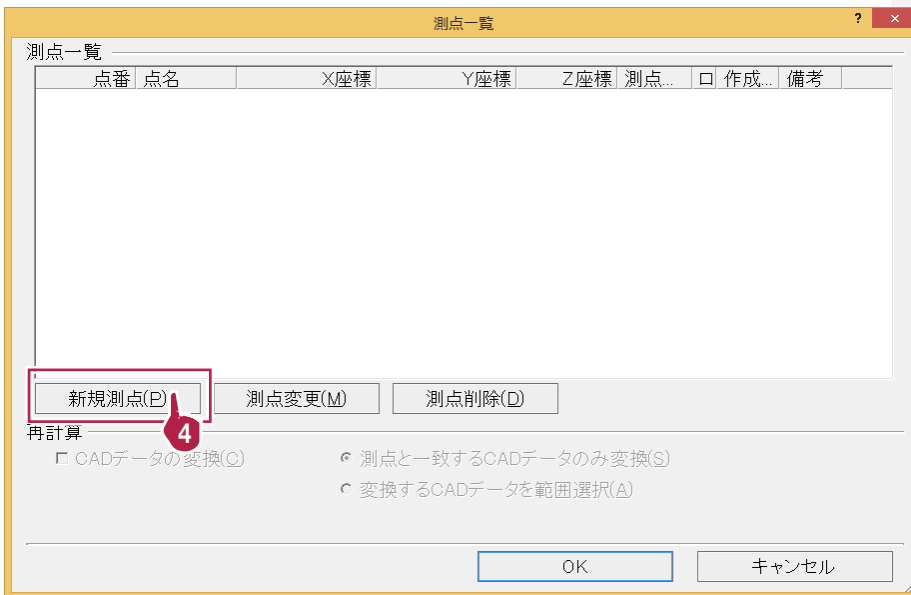 測点一覧 ? ×
測点一覧
点番 点名 X座標 Y座標 Z座標 測点... ロ 作成... 備考
新規測点(P) 測点変更(M) 測点削除(D)
4
再計算
CADデータの変換(C) 測点と一致するCADデータのみ変換(S)
変換するCADデータを範囲選択(A)
OK キャンセル